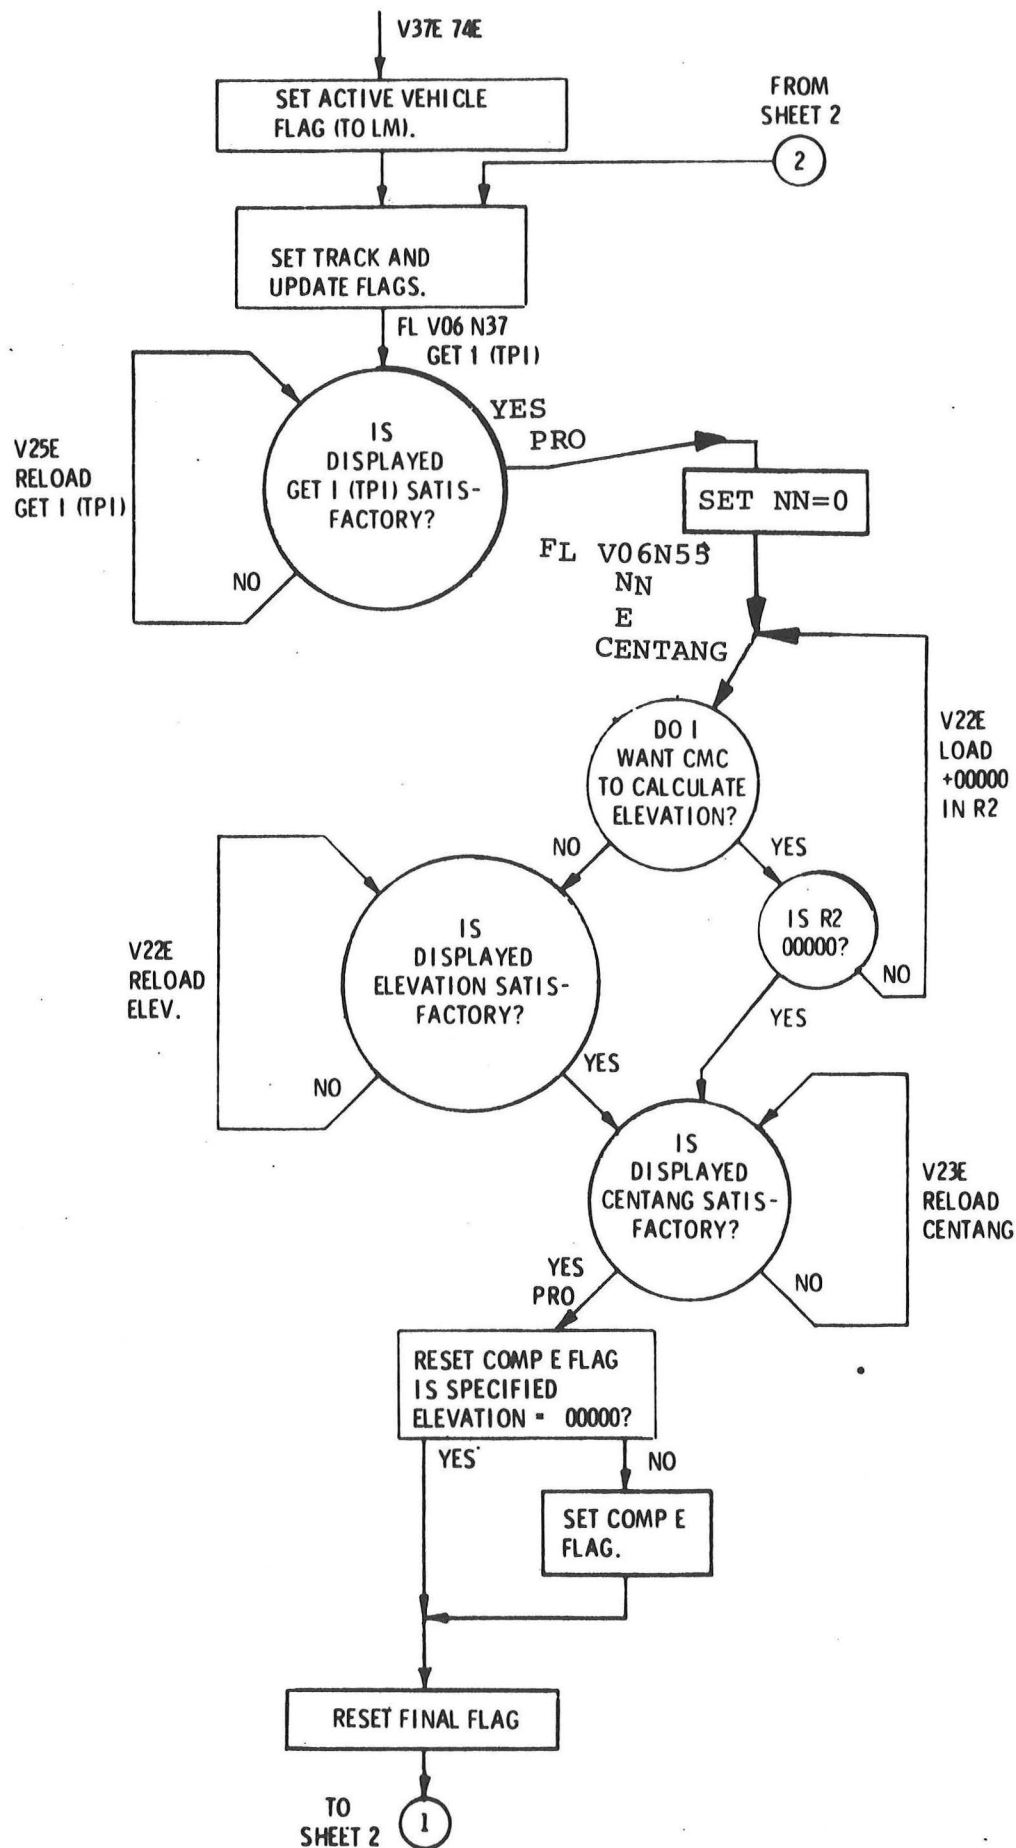 V37E 74E
SET ACTIVE VEHICLE
FLAG (TO LM).
FROM
SHEET 2
2
SET TRACK AND
UPDATE FLAGS.
FL V06 N37
GET 1 (TPI)
V25E
RELOAD
GET I (TPI)
IS
DISPLAYED
GET I (TPI) SATIS-
FACTORY?
NO
YES
PRO
SET NN=0
FL V06N55
NN
E
CENTANG
DO I
WANT CMC
TO CALCULATE
ELEVATION?
V22E
LOAD
+00000
IN R2
NO
YES
IS R2
00000?
NO
YES
V22E
RELOAD
ELEV.
IS
DISPLAYED
ELEVATION SATIS-
FACTORY?
NO
YES
IS
DISPLAYED
CENTANG SATIS-
FACTORY?
V23E
RELOAD
CENTANG
YES
PRO
NO
RESET COMP E FLAG
IS SPECIFIED
ELEVATION = 00000?
YES
NO
SET COMP E
FLAG.
RESET FINAL FLAG
TO
SHEET 2
1